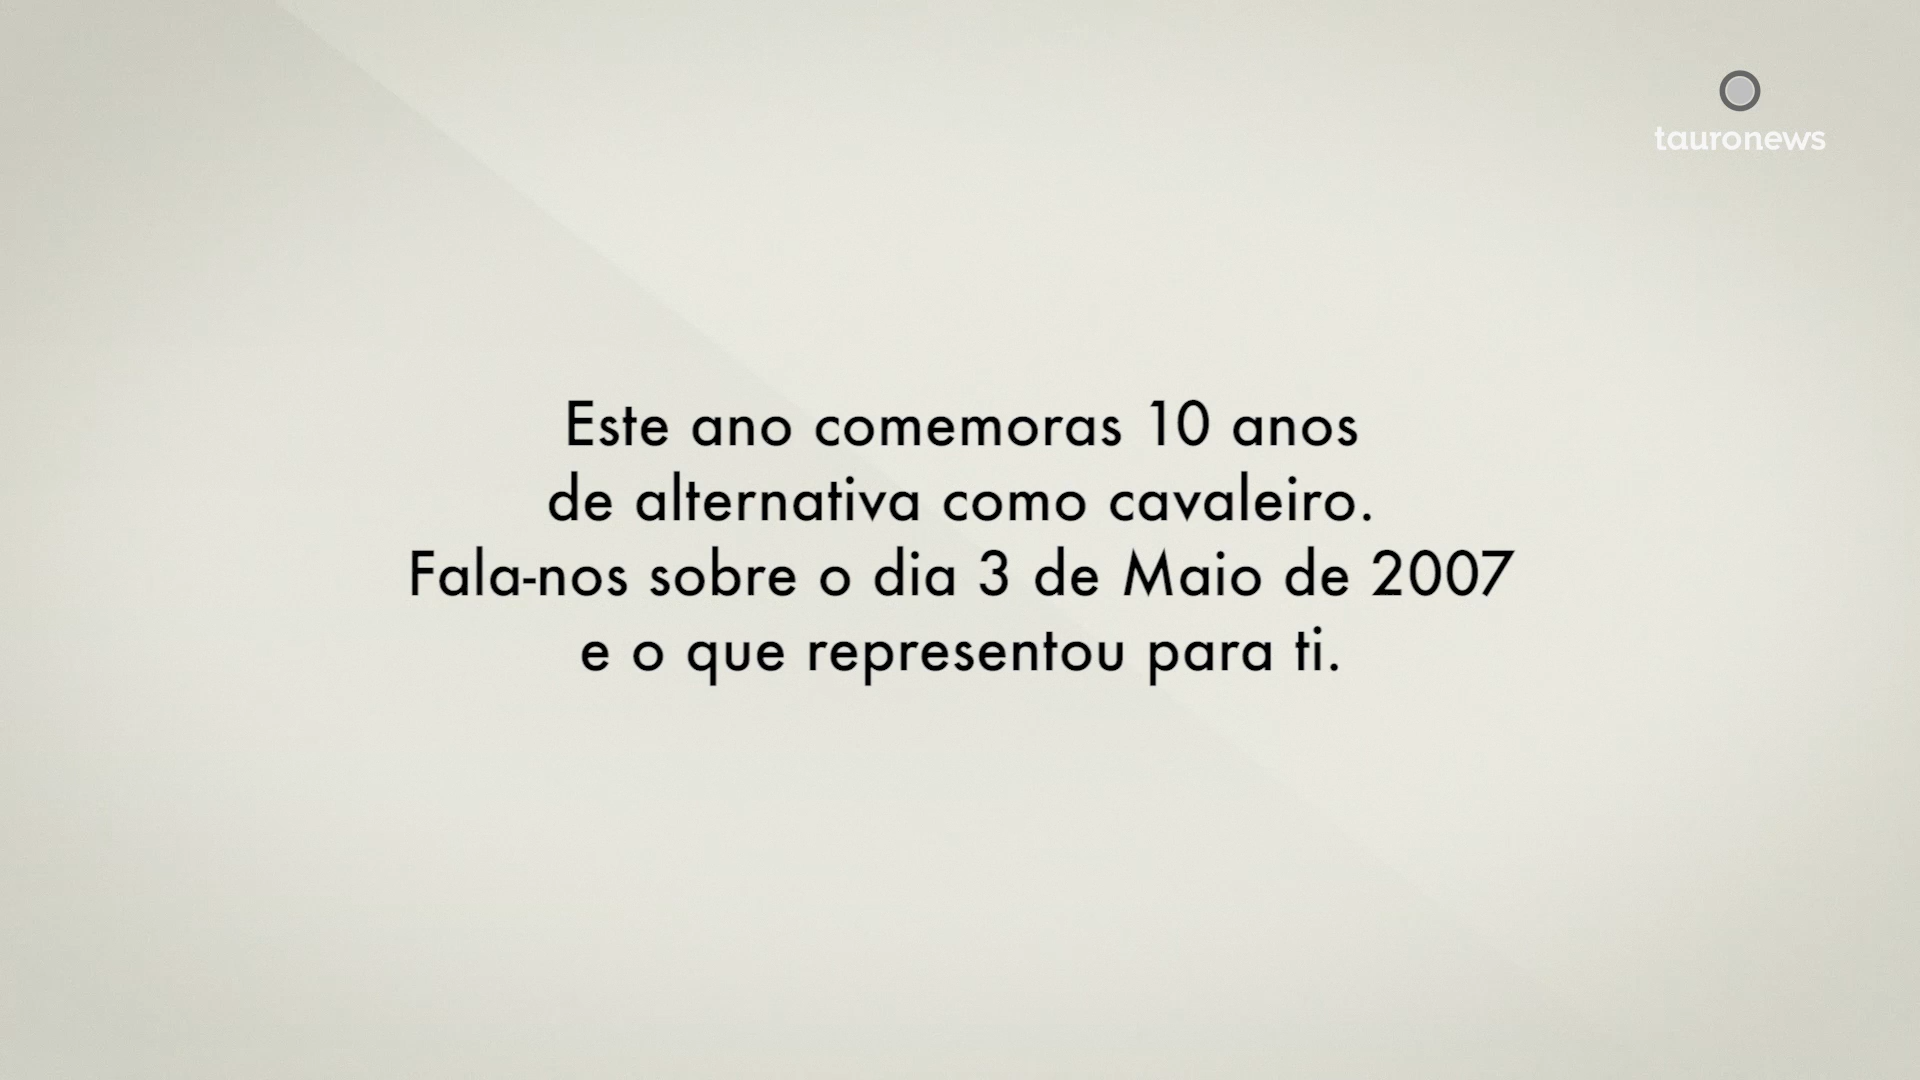 tauronews
Este ano comemoras 10 anos
de alternativa como cavaleiro.
Fala-nos sobre o dia 3 de Maio de 2007
e o que representou para ti.